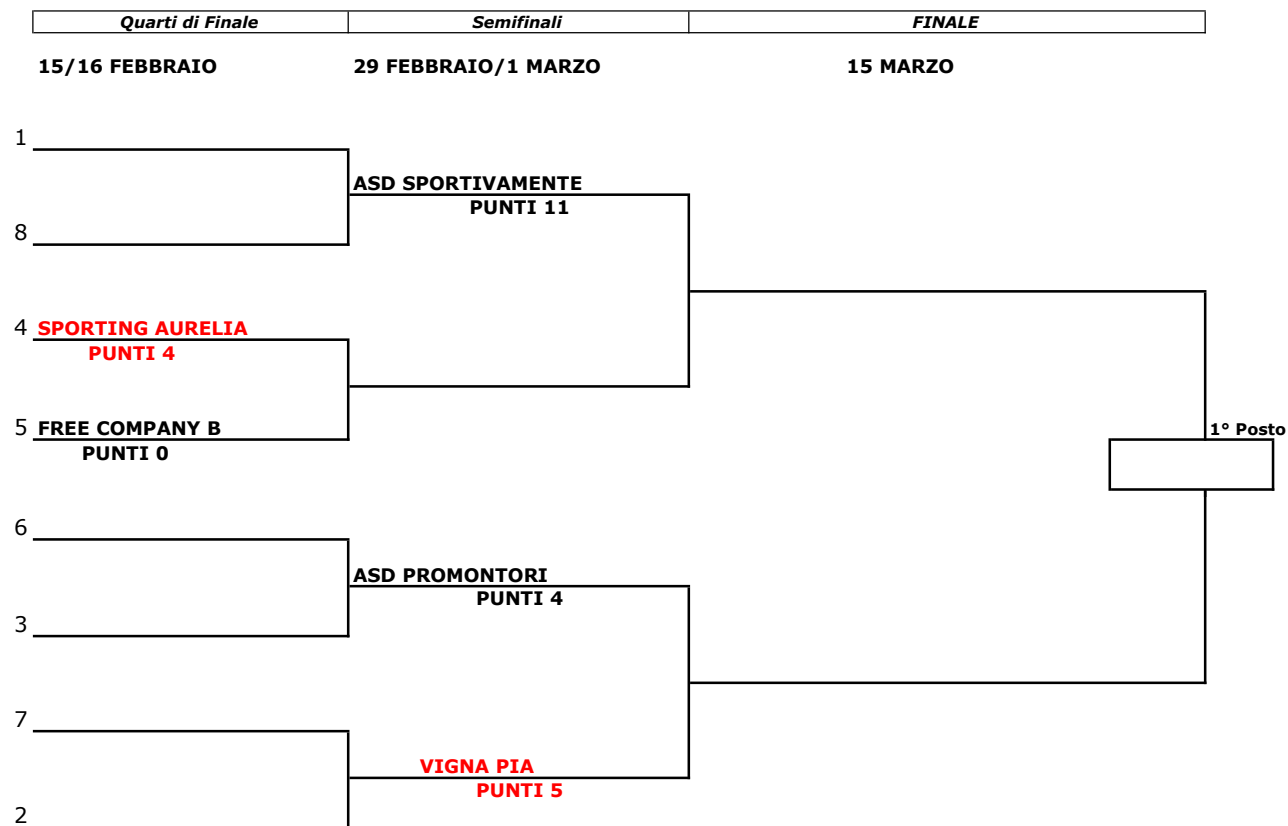 Quarti di Finale Semifinali FINALE
15/16 FEBBRAIO 29 FEBBRAIO/1 MARZO 15 MARZO
1
ASD SPORTIVAMENTE
PUNTI 11
8
4 SPORTING AURELIA
PUNTI 4
5 FREE COMPANY B
1° Posto
PUNTI 0
6
ASD PROMONTORI
PUNTI 4
3
7
VIGNA PIA
PUNTI 5
2